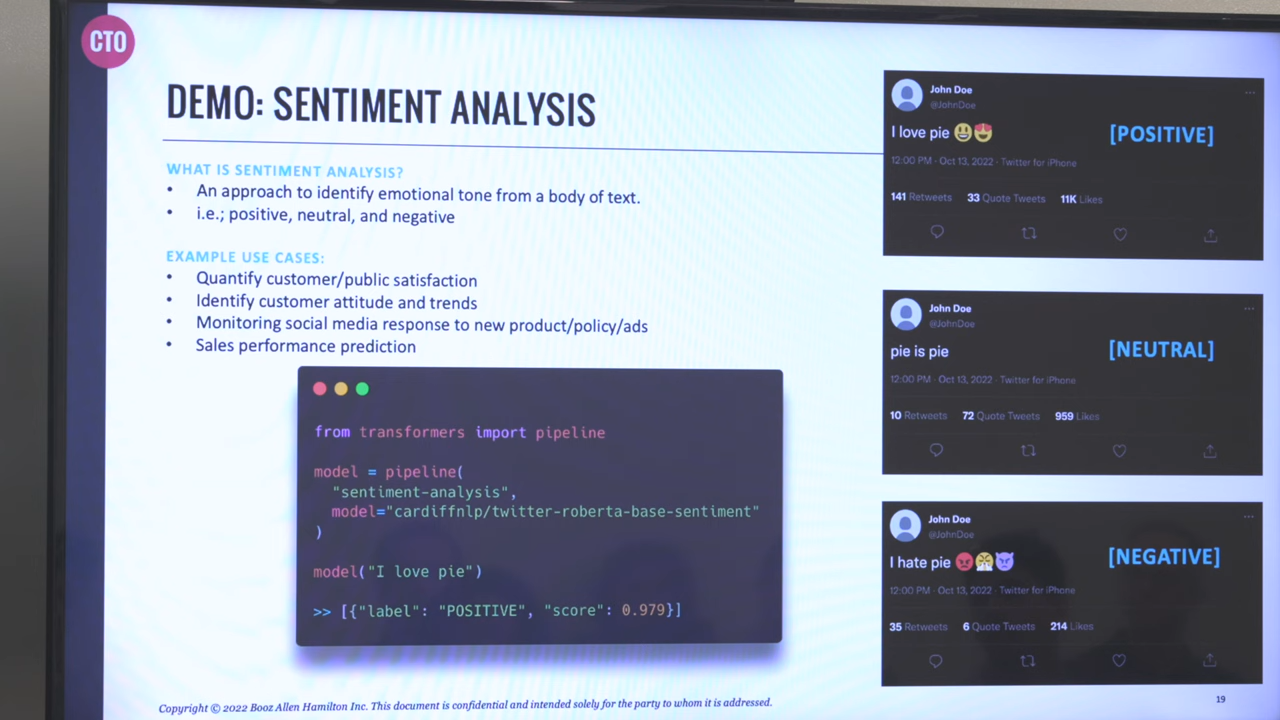 CTO
DEMO: SENTIMENT ANALYSIS
WHAT IS SENTIMENT ANALYSIS?
• An approach to identify emotional tone from a body of text.
• i.e.; positive, neutral, and negative
EXAMPLE USE CASES:
• Quantify customer/public satisfaction
• Identify customer attitude and trends
• Monitoring social media response to new product/policy/ads
• Sales performance prediction
from transformers import pipeline
model = pipeline(
"sentiment-analysis",
model="cardiffnlp/twitter-roberta-base-sentiment"
)
model("I love pie")
>> [{"label": "POSITIVE", "score": 0.979}]
John Doe
@JohnDoe
I love pie 😃😍 [POSITIVE]
12:00 PM · Oct 13, 2022 · Twitter for iPhone
141 Retweets 33 Quote Tweets 11K Likes
John Doe
@JohnDoe
pie is pie [NEUTRAL]
12:00 PM · Oct 13, 2022 · Twitter for iPhone
10 Retweets 72 Quote Tweets 959 Likes
John Doe
@JohnDoe
I hate pie 😡😤😈 [NEGATIVE]
12:00 PM · Oct 13, 2022 · Twitter for iPhone
35 Retweets 6 Quote Tweets 214 Likes
Copyright © 2022 Booz Allen Hamilton Inc. This document is confidential and intended solely for the party to whom it is addressed.
19